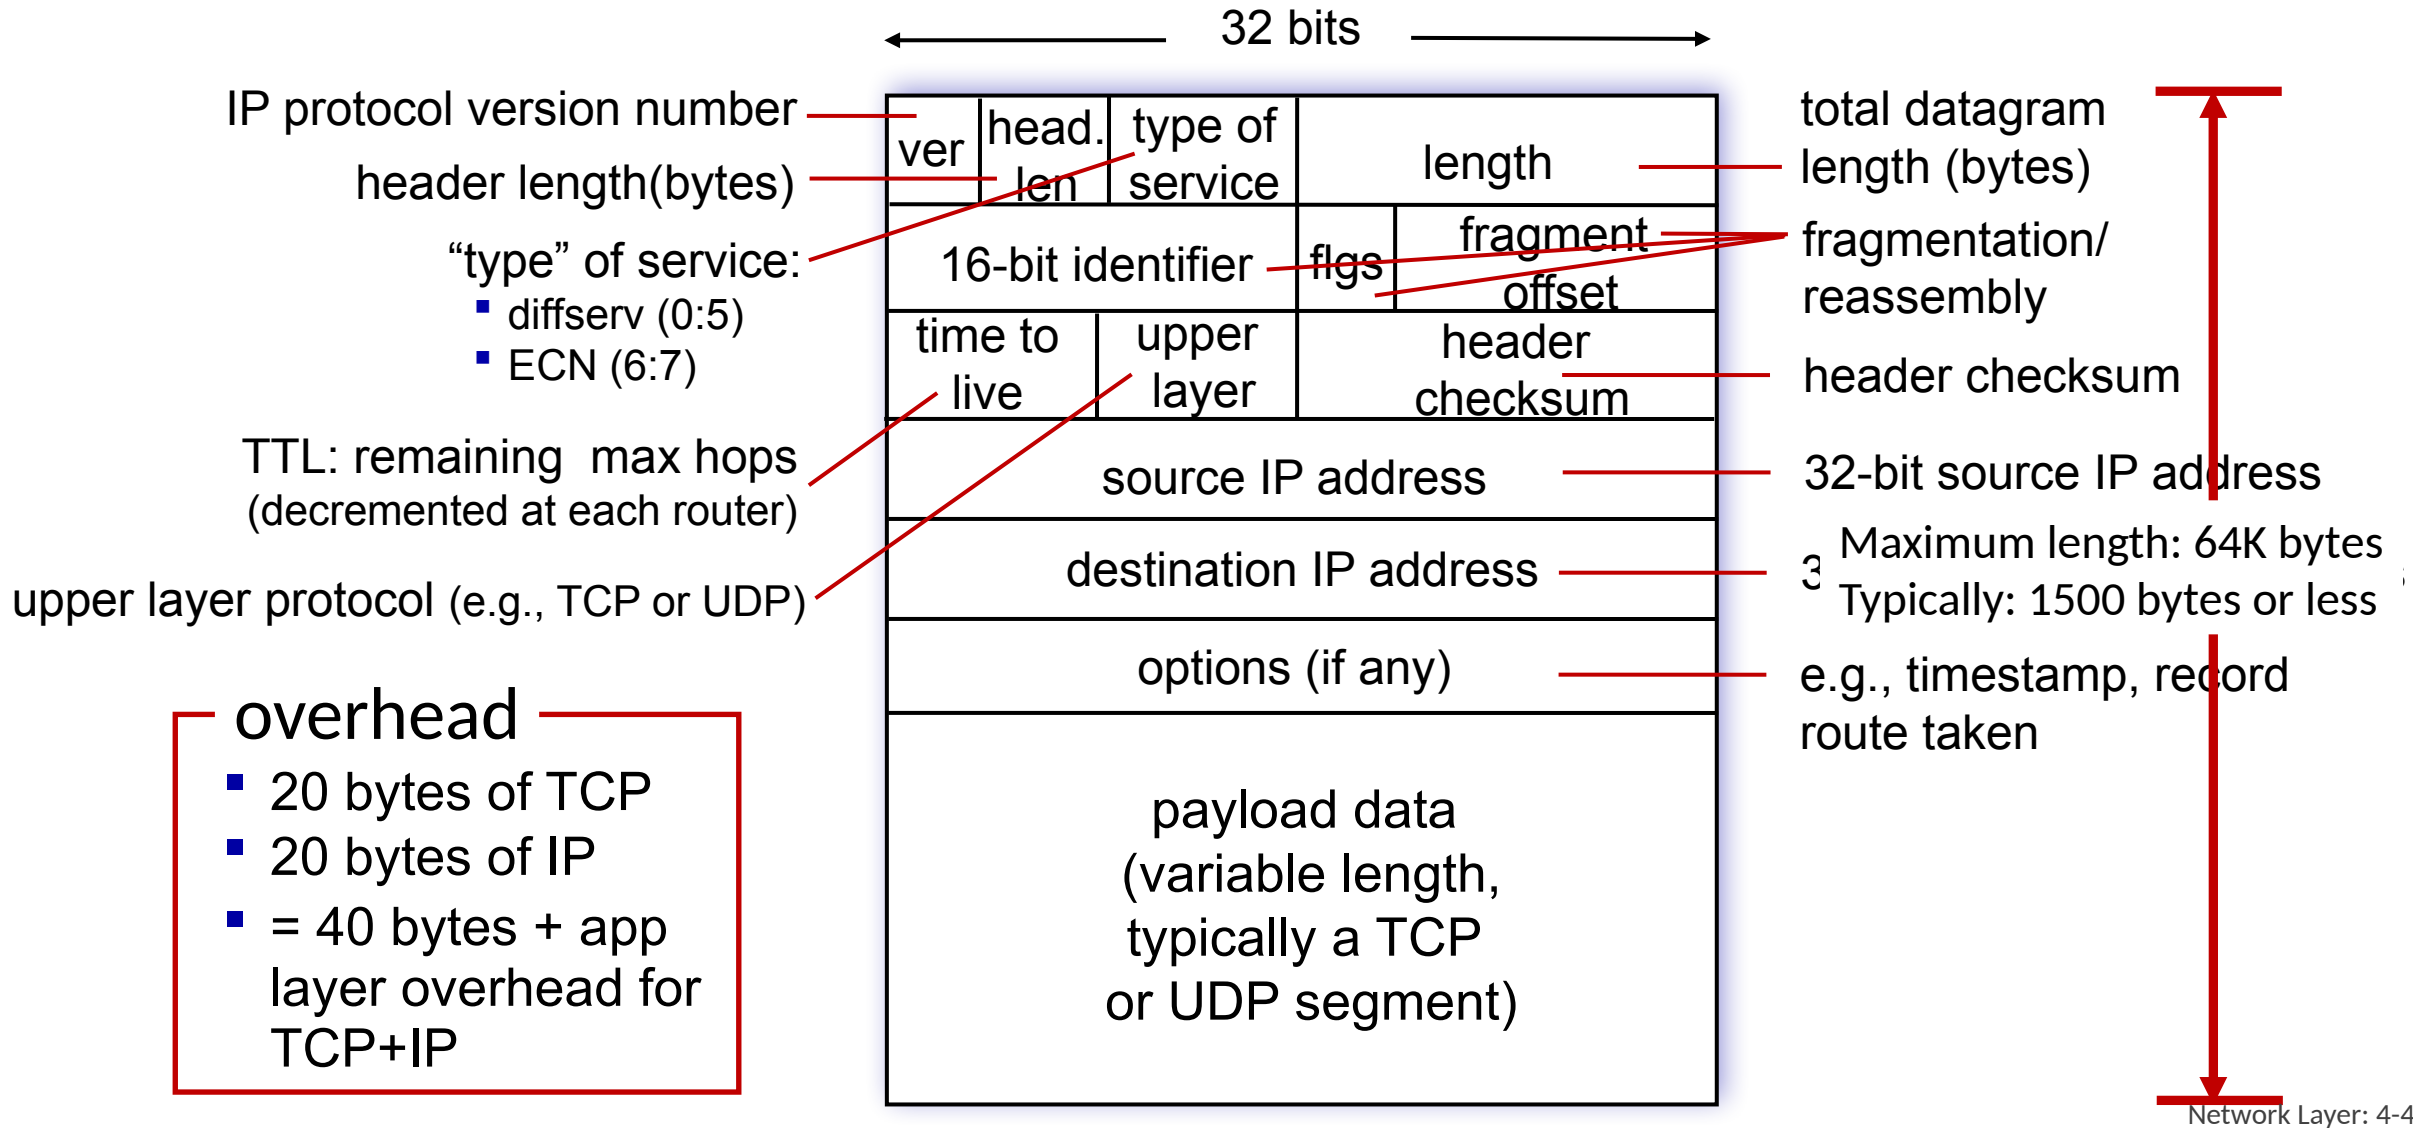 32 bits
IP protocol version number
header length(bytes)
“type” of service:
diffserv (0:5)
ECN (6:7)
TTL: remaining max hops
(decremented at each router)
upper layer protocol (e.g., TCP or UDP)
overhead
20 bytes of TCP
20 bytes of IP
= 40 bytes + app
layer overhead for
TCP+IP
ver
head.
len
type of
service
length
16-bit identifier
flgs
fragment
offset
time to
live
upper
layer
header
checksum
source IP address
destination IP address
options (if any)
payload data
(variable length,
typically a TCP
or UDP segment)
total datagram
length (bytes)
fragmentation/
reassembly
header checksum
32-bit source IP address
Maximum length: 64K bytes
Typically: 1500 bytes or less
e.g., timestamp, record
route taken
Network Layer: 4-4